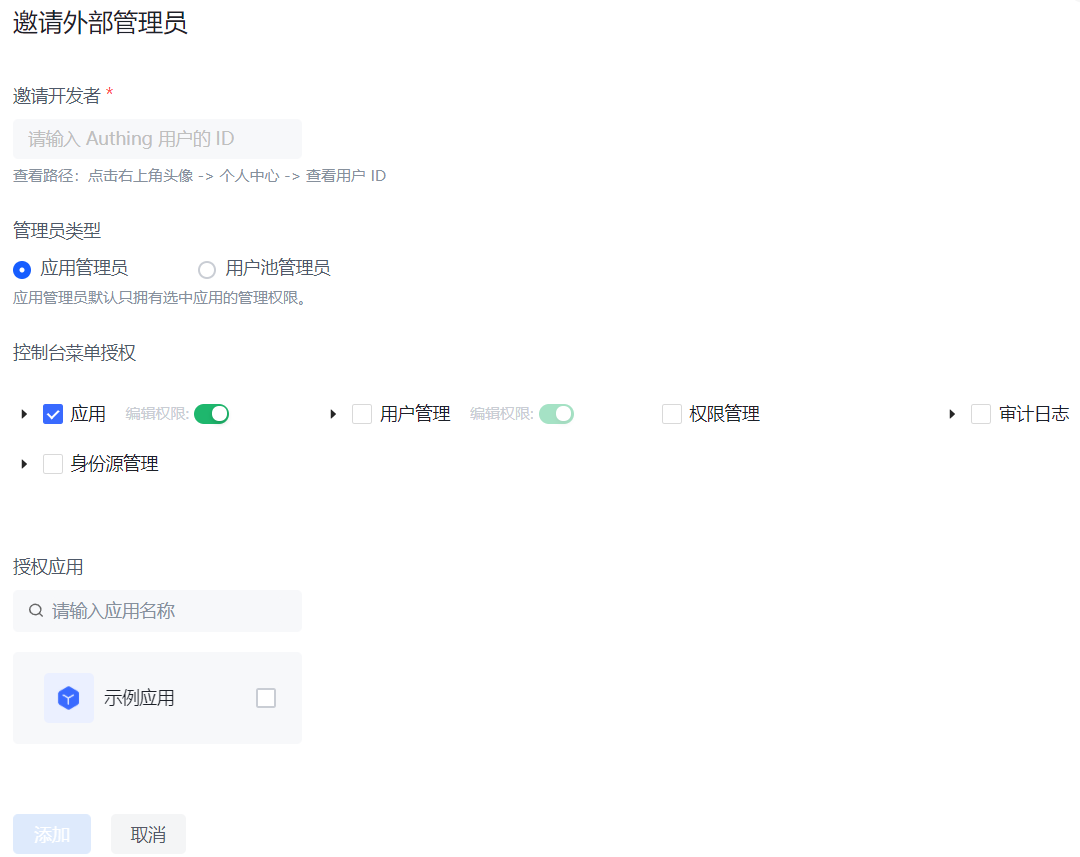 邀请外部管理员
邀请开发者 *
请输入 Authing 用户的 ID
查看路径：点击右上角头像 -> 个人中心 -> 查看用户 ID
管理员类型
应用管理员 用户池管理员
应用管理员默认只拥有选中应用的管理权限。
控制台菜单授权
应用 编辑权限: 用户管理 编辑权限: 权限管理 审计日志
身份源管理
授权应用
请输入应用名称
示例应用
添加 取消